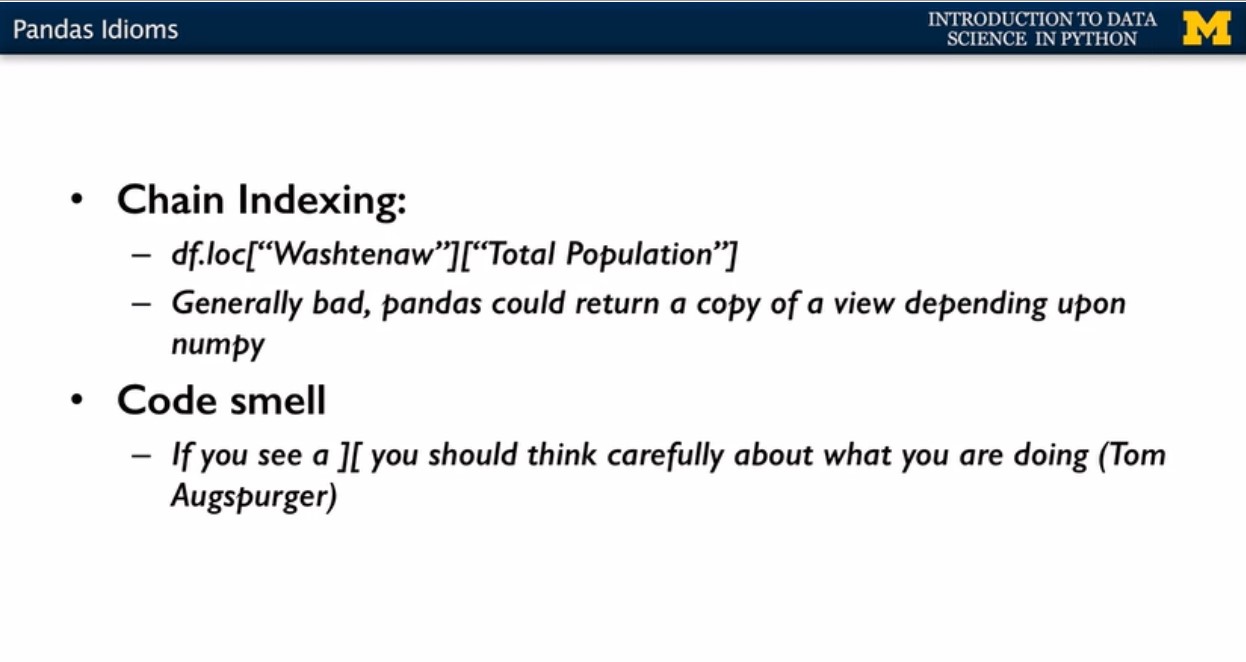 Pandas Idioms
INTRODUCTION TO DATA
SCIENCE IN PYTHON
M
• Chain Indexing:
– df.loc[“Washtenaw”][“Total Population”]
– Generally bad, pandas could return a copy of a view depending upon
numpy
• Code smell
– If you see a ][ you should think carefully about what you are doing (Tom
Augspurger)